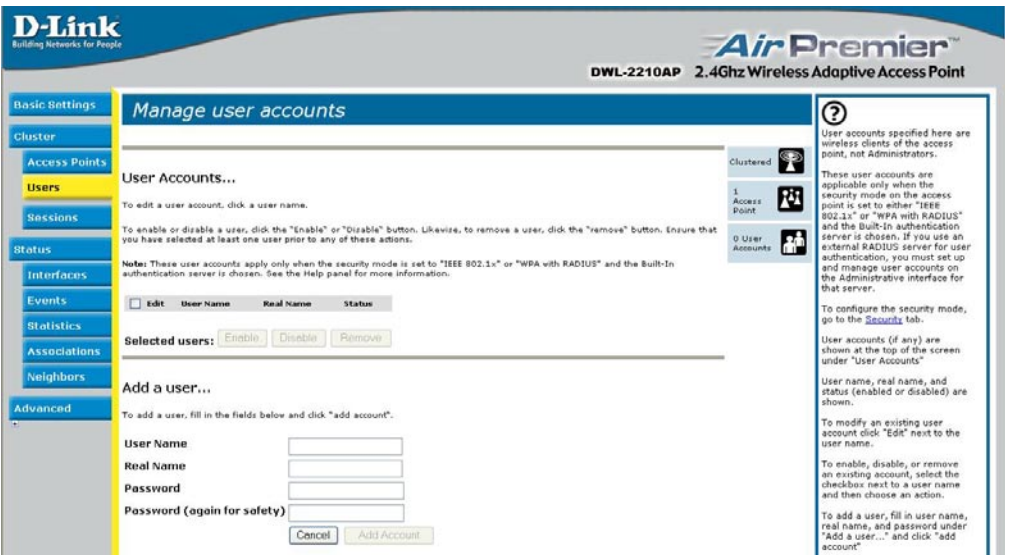 D-Link
Building Networks for People
Air Premier™
DWL-2210AP 2.4Ghz Wireless Adaptive Access Point
Basic Settings
Cluster
Access Points
Users
Sessions
Status
Interfaces
Events
Statistics
Associations
Neighbors
Advanced
Manage user accounts
User Accounts...
To edit a user account, click a user name.
To enable or disable a user, click the "Enable" or "Disable" button. Likewise, to remove a user, click the "remove" button. Ensure that
you have selected at least one user prior to any of these actions.
Note: These user accounts apply only when the security mode is set to "IEEE 802.1x" or "WPA with RADIUS" and the Built-In
authentication server is chosen. See the Help panel for more information.
Edit User Name Real Name Status
Selected users: Enable Disable Remove
Add a user...
To add a user, fill in the fields below and click "add account".
User Name
Real Name
Password
Password (again for safety)
Cancel Add Account
Clustered
1
Access
Point
0 User
Accounts
?
User accounts specified here are
wireless clients of the access
point, not Administrators.
These user accounts are
applicable only when the
security mode on the access
point is set to either "IEEE
802.1x" or "WPA with RADIUS"
and the Built-In authentication
server is chosen. If you use an
external RADIUS server for user
authentication, you must set up
and manage user accounts on
the Administrative interface for
that server.
To configure the security mode,
go to the Security tab.
User accounts (if any) are
shown at the top of the screen
under "User Accounts"
User name, real name, and
status (enabled or disabled) are
shown.
To modify an existing user
account click "Edit" next to the
user name.
To enable, disable, or remove
an existing account, select the
checkbox next to a user name
and then choose an action.
To add a user, fill in user name,
real name, and password under
"Add a user..." and click "add
account"